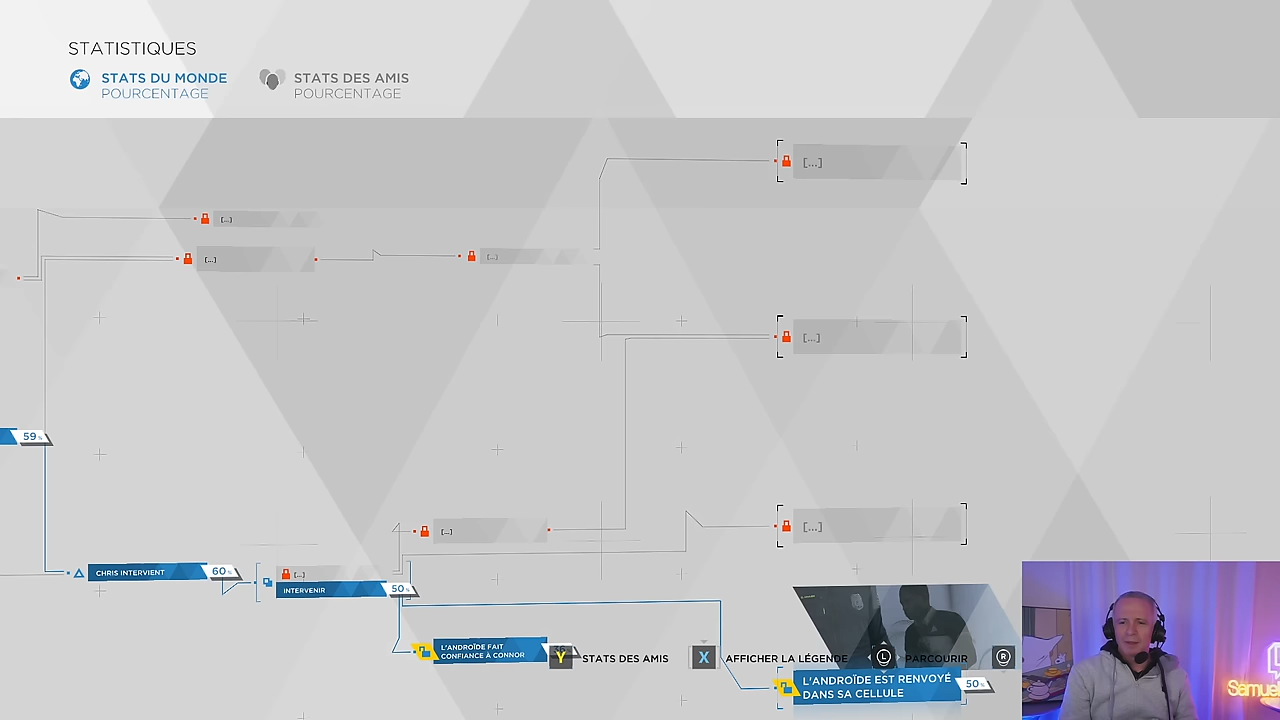 STATISTIQUES
STATS DU MONDE
POURCENTAGE
STATS DES AMIS
POURCENTAGE
[...]
[...]
[...]
[...]
[...]
59%
[...]
[...]
CHRIS INTERVIENT
60%
[...]
INTERVENIR
50%
L'ANDROÏDE FAIT
CONFIANCE À CONNOR
Y
STATS DES AMIS
X
AFFICHER LA LÉGENDE
L
PARCOURIR
R
L'ANDROÏDE EST RENVOYÉ
DANS SA CELLULE
50%
Samuel